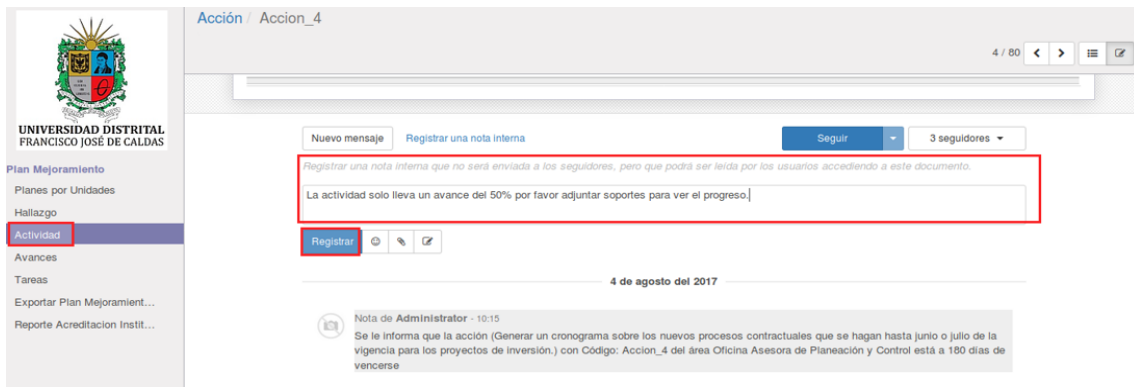 Acción / Accion_4
4 / 80
UNIVERSIDAD DISTRITAL
FRANCISCO JOSÉ DE CALDAS
Plan Mejoramiento
Planes por Unidades
Hallazgo
Actividad
Avances
Tareas
Exportar Plan Mejoramient...
Reporte Acreditacion Instit...
Nuevo mensaje Registrar una nota interna Seguir 3 seguidores
Registrar una nota interna que no será enviada a los seguidores, pero que podrá ser leída por los usuarios accediendo a este documento.
La actividad solo lleva un avance del 50% por favor adjuntar soportes para ver el progreso.
Registrar
4 de agosto del 2017
Nota de Administrator - 10:15
Se le informa que la acción (Generar un cronograma sobre los nuevos procesos contractuales que se hagan hasta junio o julio de la
vigencia para los proyectos de inversión.) con Código: Accion_4 del área Oficina Asesora de Planeación y Control está a 180 días de
vencerse